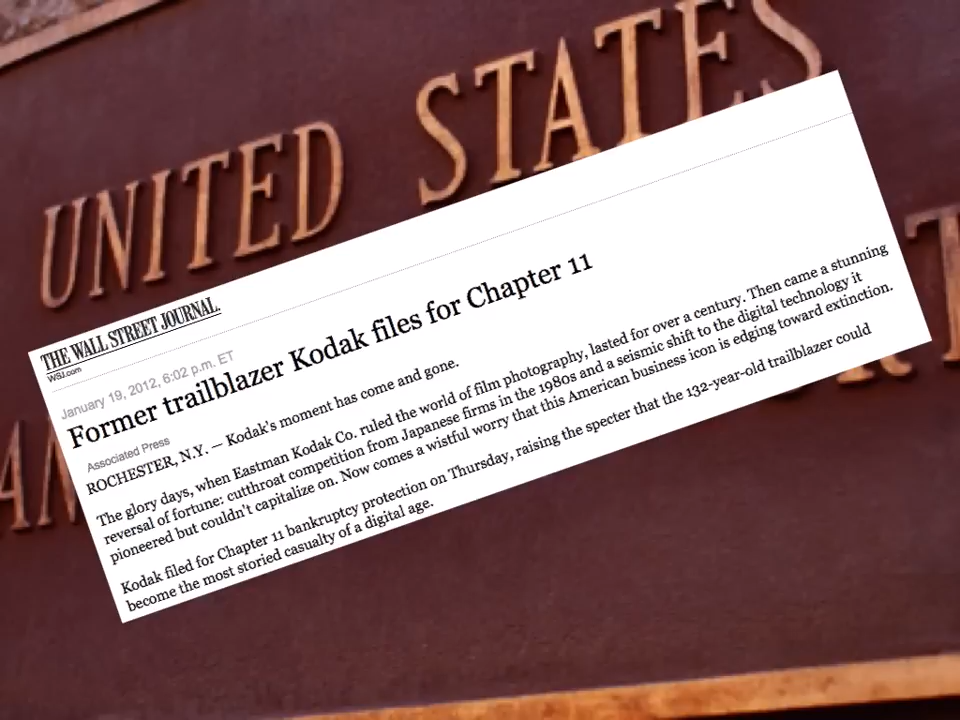 UNITED STATES
THE WALL STREET JOURNAL.
WSJ.com
January 19, 2012, 6:02 p.m. ET
Former trailblazer Kodak files for Chapter 11
Associated Press
ROCHESTER, N.Y. — Kodak's moment has come and gone.
The glory days, when Eastman Kodak Co. ruled the world of film photography, lasted for over a century. Then came a stunning
reversal of fortune: cutthroat competition from Japanese firms in the 1980s and a seismic shift to the digital technology it
pioneered but couldn't capitalize on. Now comes a wistful worry that this American business icon is edging toward extinction.
Kodak filed for Chapter 11 bankruptcy protection on Thursday, raising the specter that the 132-year-old trailblazer could
become the most storied casualty of a digital age.